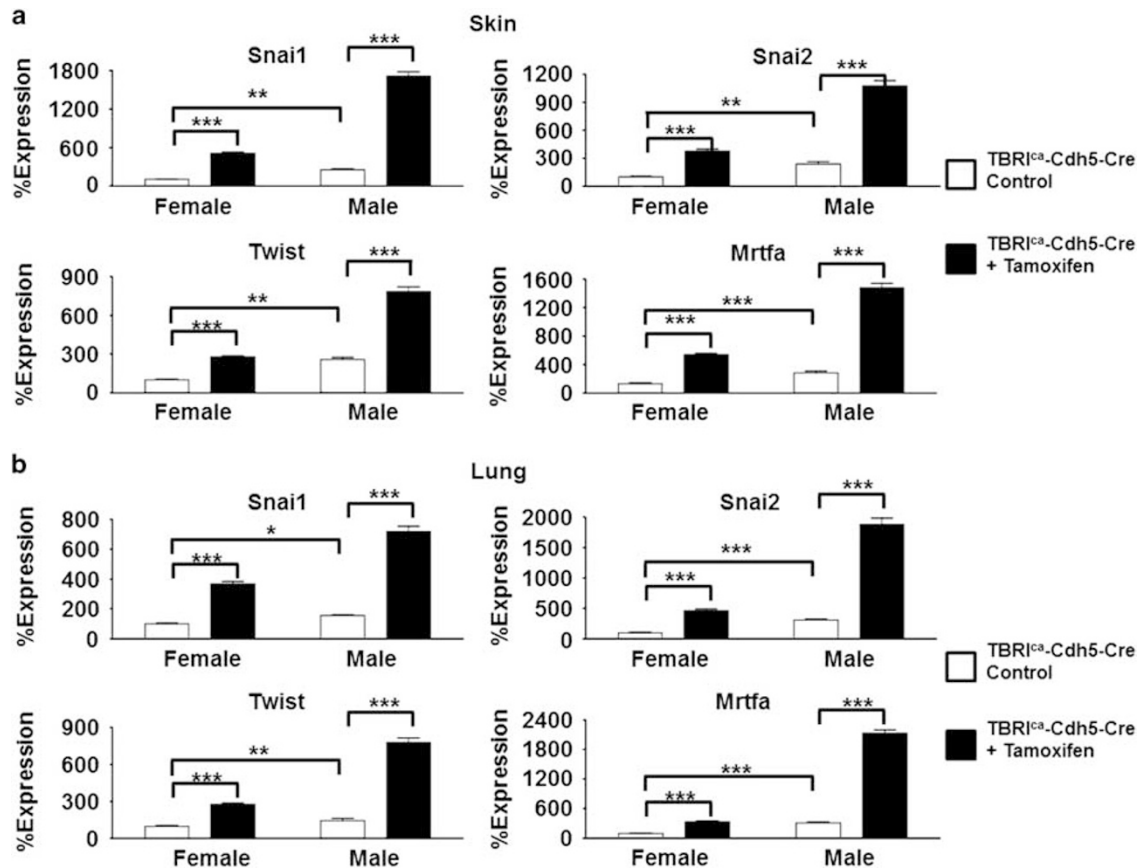 a
Skin
Snai1
%Expression
1800
1200
600
0
***
**
***
Female
Male
Snai2
%Expression
1200
900
600
300
0
***
**
***
Female
Male
TBRIᶜᵃ-Cdh5-Cre
Control
TBRIᶜᵃ-Cdh5-Cre
+ Tamoxifen
Twist
%Expression
900
600
300
0
***
**
***
Female
Male
Mrtfa
%Expression
1600
1200
800
400
0
***
***
***
Female
Male
b
Lung
Snai1
%Expression
800
600
400
200
0
***
*
***
Female
Male
Snai2
%Expression
2000
1500
1000
500
0
***
***
***
Female
Male
TBRIᶜᵃ-Cdh5-Cre
Control
TBRIᶜᵃ-Cdh5-Cre
+ Tamoxifen
Twist
%Expression
900
600
300
0
***
**
***
Female
Male
Mrtfa
%Expression
2400
1800
1200
600
0
***
***
***
Female
Male